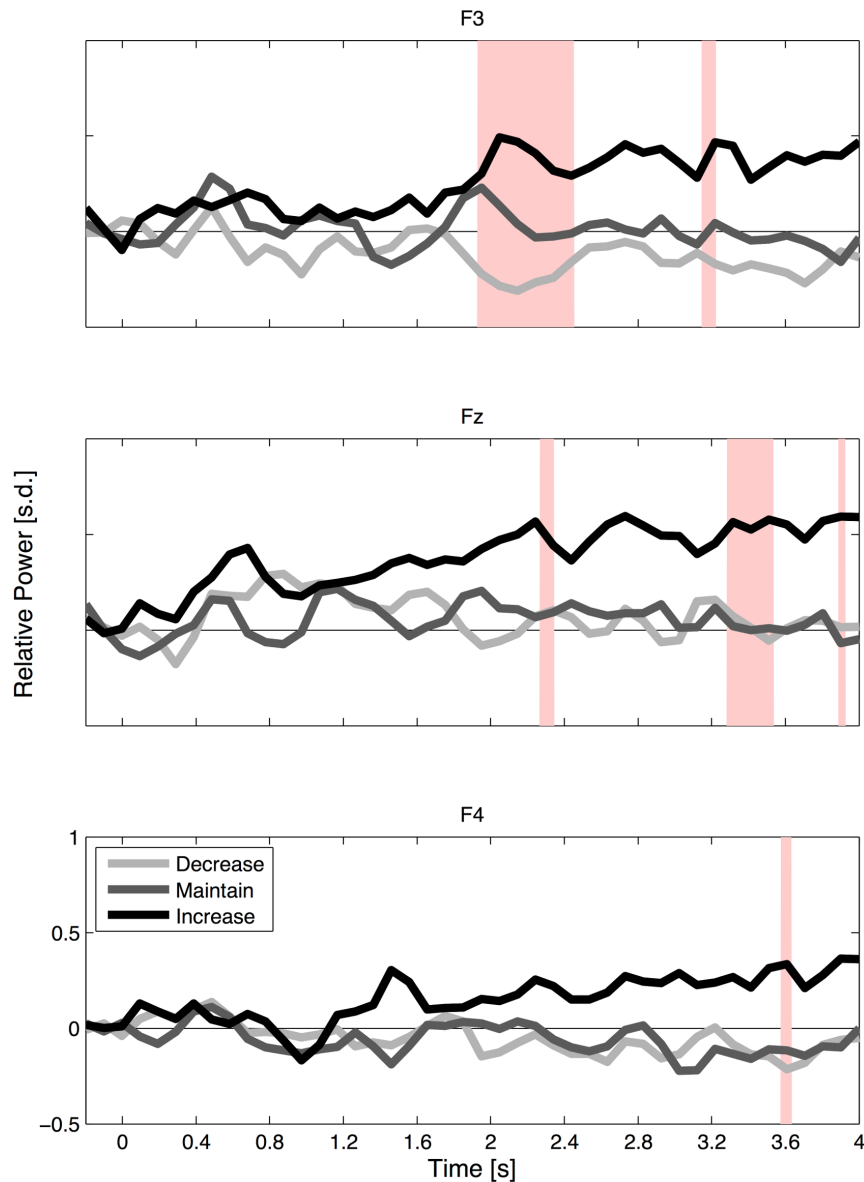 F3
Fz
Relative Power [s.d.]
F4
1
0.5
0
−0.5
Decrease
Maintain
Increase
0 0.4 0.8 1.2 1.6 2 2.4 2.8 3.2 3.6 4
Time [s]